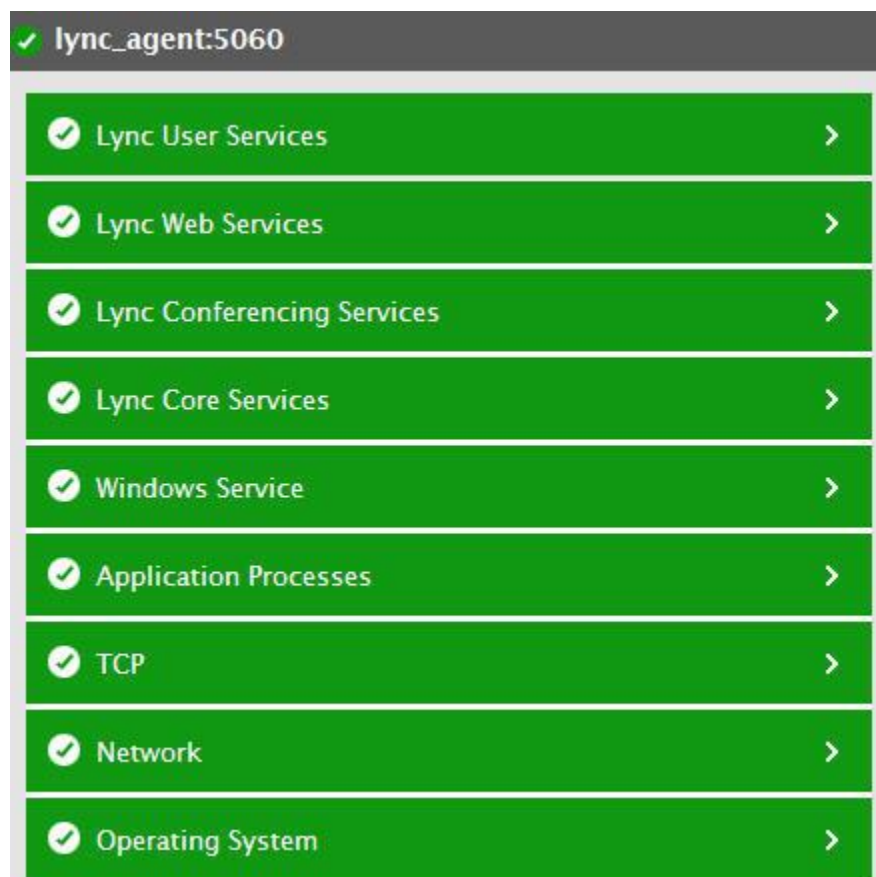 lync_agent:5060
Lync User Services
Lync Web Services
Lync Conferencing Services
Lync Core Services
Windows Service
Application Processes
TCP
Network
Operating System